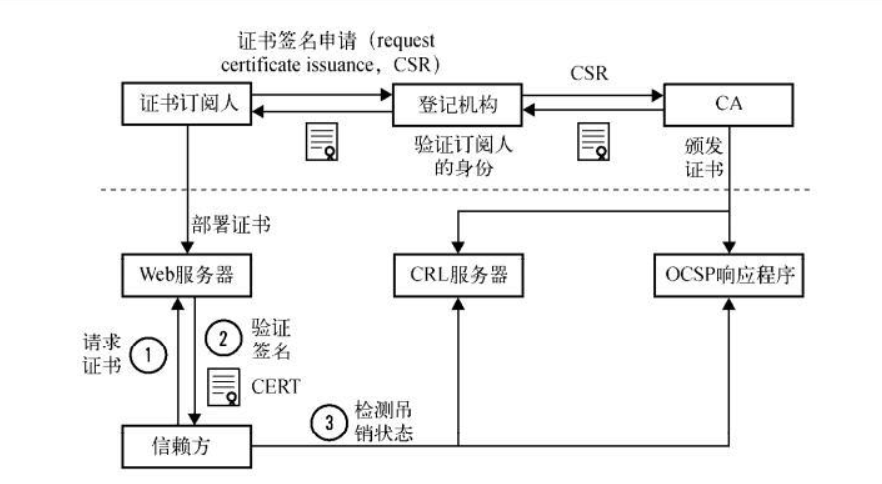 证书签名申请（request
certificate issuance，CSR）
CSR
证书订阅人
登记机构
CA
验证订阅人
的身份
颁发
证书
部署证书
Web服务器
CRL服务器
OCSP响应程序
请求
证书
1
2
验证
签名
CERT
3
检测吊
销状态
信赖方